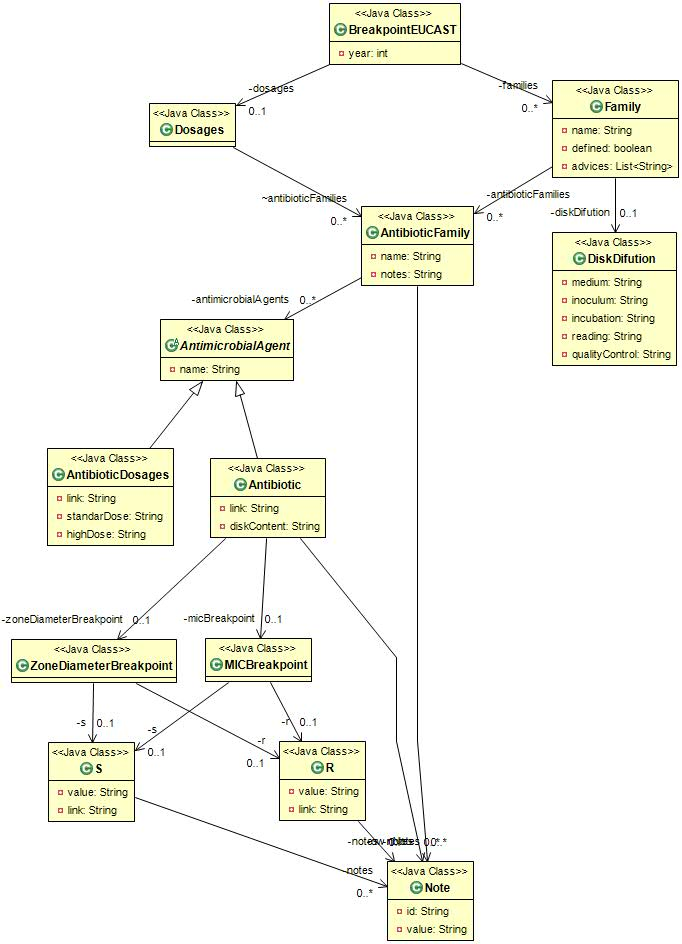 <<Java Class>>
BreakpointEUCAST
year: int
-dosages
0..1
-families
0..*
<<Java Class>>
Dosages
<<Java Class>>
Family
name: String
defined: boolean
advices: List<String>
~antibioticFamilies
0..*
-antibioticFamilies
0..*
-diskDifution
0..1
<<Java Class>>
AntibioticFamily
name: String
notes: String
<<Java Class>>
DiskDifution
medium: String
inoculum: String
incubation: String
reading: String
qualityControl: String
-antimicrobialAgents
0..*
<<Java Class>>
AntimicrobialAgent
name: String
<<Java Class>>
AntibioticDosages
link: String
standarDose: String
highDose: String
<<Java Class>>
Antibiotic
link: String
diskContent: String
-zoneDiameterBreakpoint
0..1
-micBreakpoint
0..1
<<Java Class>>
ZoneDiameterBreakpoint
<<Java Class>>
MICBreakpoint
-s
0..1
-s
0..1
-r
0..1
-r
0..1
<<Java Class>>
S
value: String
link: String
<<Java Class>>
R
value: String
link: String
-notes
notes
0..*
<<Java Class>>
Note
id: String
value: String